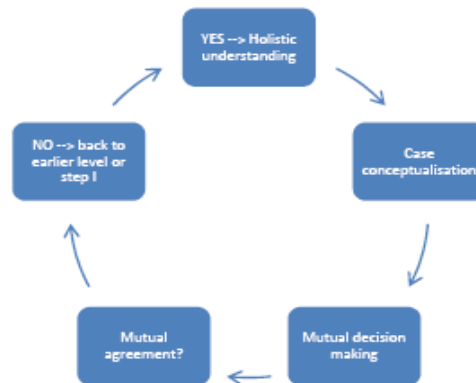 YES --> Holistic
understanding
Case
conceptualisation
Mutual decision
making
Mutual
agreement?
NO --> back to
earlier level or
step I